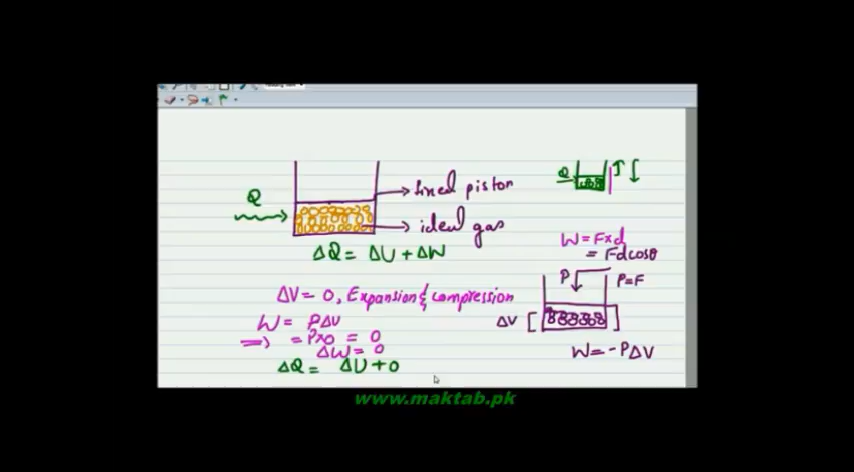 Q
fixed piston
ideal gas
ΔQ = ΔU + ΔW
ΔV = 0, Expansion & compression
W = PΔV
⇒ = P×0 = 0
ΔW = 0
ΔQ = ΔU + 0
Q
W = F×d
= Fdcosθ
P
P=F
ΔV
W = -PΔV
www.maktab.pk